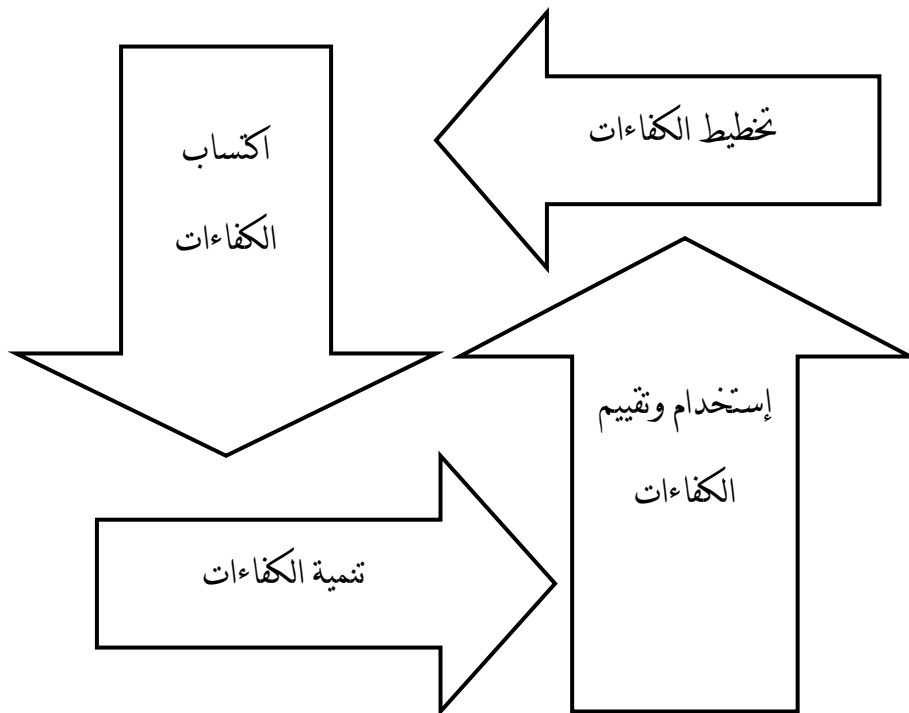 تخطيط الكفاءات
اكتساب
الكفاءات
تنمية الكفاءات
إستخدام وتقييم
الكفاءات